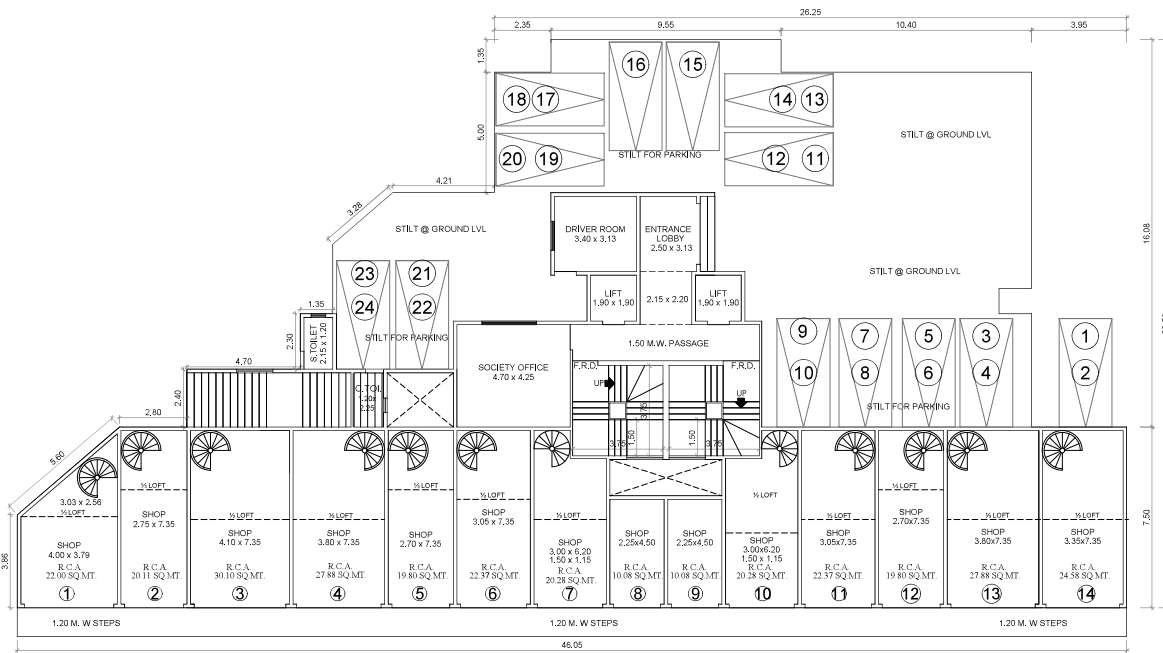 26.25
2.35
9.55
10.40
3.95
1.35
16
15
18 17
14 13
5.00
STILT @ GROUND LVL
20 19
STILT FOR PARKING
12 11
4.21
3.28
STILT @ GROUND LVL
DRIVER ROOM
3.40 x 3.13
ENTRANCE
LOBBY
2.50 x 3.13
16.08
23
21
STILT @ GROUND LVL
LIFT
1.90 x 1.90
2.15 x 2.20
LIFT
1.90 x 1.90
1.35
24
22
2.30
S.TOILET
2.15 x 1.20
STILT FOR PARKING
9
7
5
3
1
1.50 M.W. PASSAGE
4.70
SOCIETY OFFICE
4.70 x 4.25
F.R.D.
F.R.D.
10
8
6
4
2
UP
UP
2.40
C.TOI.
1.20x
2.25
3.75
STILT FOR PARKING
2.80
1.50
1.50
3.75
3.75
5.60
3.03 x 2.56
½ LOFT
½ LOFT
½ LOFT
½ LOFT
½ LOFT
½ LOFT
½ LOFT
½ LOFT
½ LOFT
½ LOFT
½ LOFT
½ LOFT
7.50
3.86
SHOP
4.00 x 3.79
R.C.A.
22.00 SQ.MT.
1
SHOP
2.75 x 7.35
R.C.A.
20.11 SQ.MT.
2
SHOP
4.10 x 7.35
R.C.A.
30.10 SQ.MT.
3
SHOP
3.80 x 7.35
R.C.A.
27.88 SQ.MT.
4
SHOP
2.70 x 7.35
R.C.A.
19.80 SQ.MT.
5
SHOP
3.05 x 7.35
R.C.A.
22.37 SQ.MT.
6
SHOP
3.00 x 6.20
1.50 x 1.15
R.C.A.
20.28 SQ.MT.
7
SHOP
2.25x4.50
R.C.A.
10.08 SQ.MT.
8
SHOP
2.25x4.50
R.C.A.
10.08 SQ.MT.
9
SHOP
3.00x6.20
1.50 x 1.15
R.C.A.
20.28 SQ.MT.
10
SHOP
3.05x7.35
R.C.A.
22.37 SQ.MT.
11
SHOP
2.70x7.35
R.C.A.
19.80 SQ.MT.
12
SHOP
3.80x7.35
R.C.A.
27.88 SQ.MT.
13
SHOP
3.35x7.35
R.C.A.
24.58 SQ.MT.
14
1.20 M. W STEPS
1.20 M. W STEPS
1.20 M. W STEPS
46.05